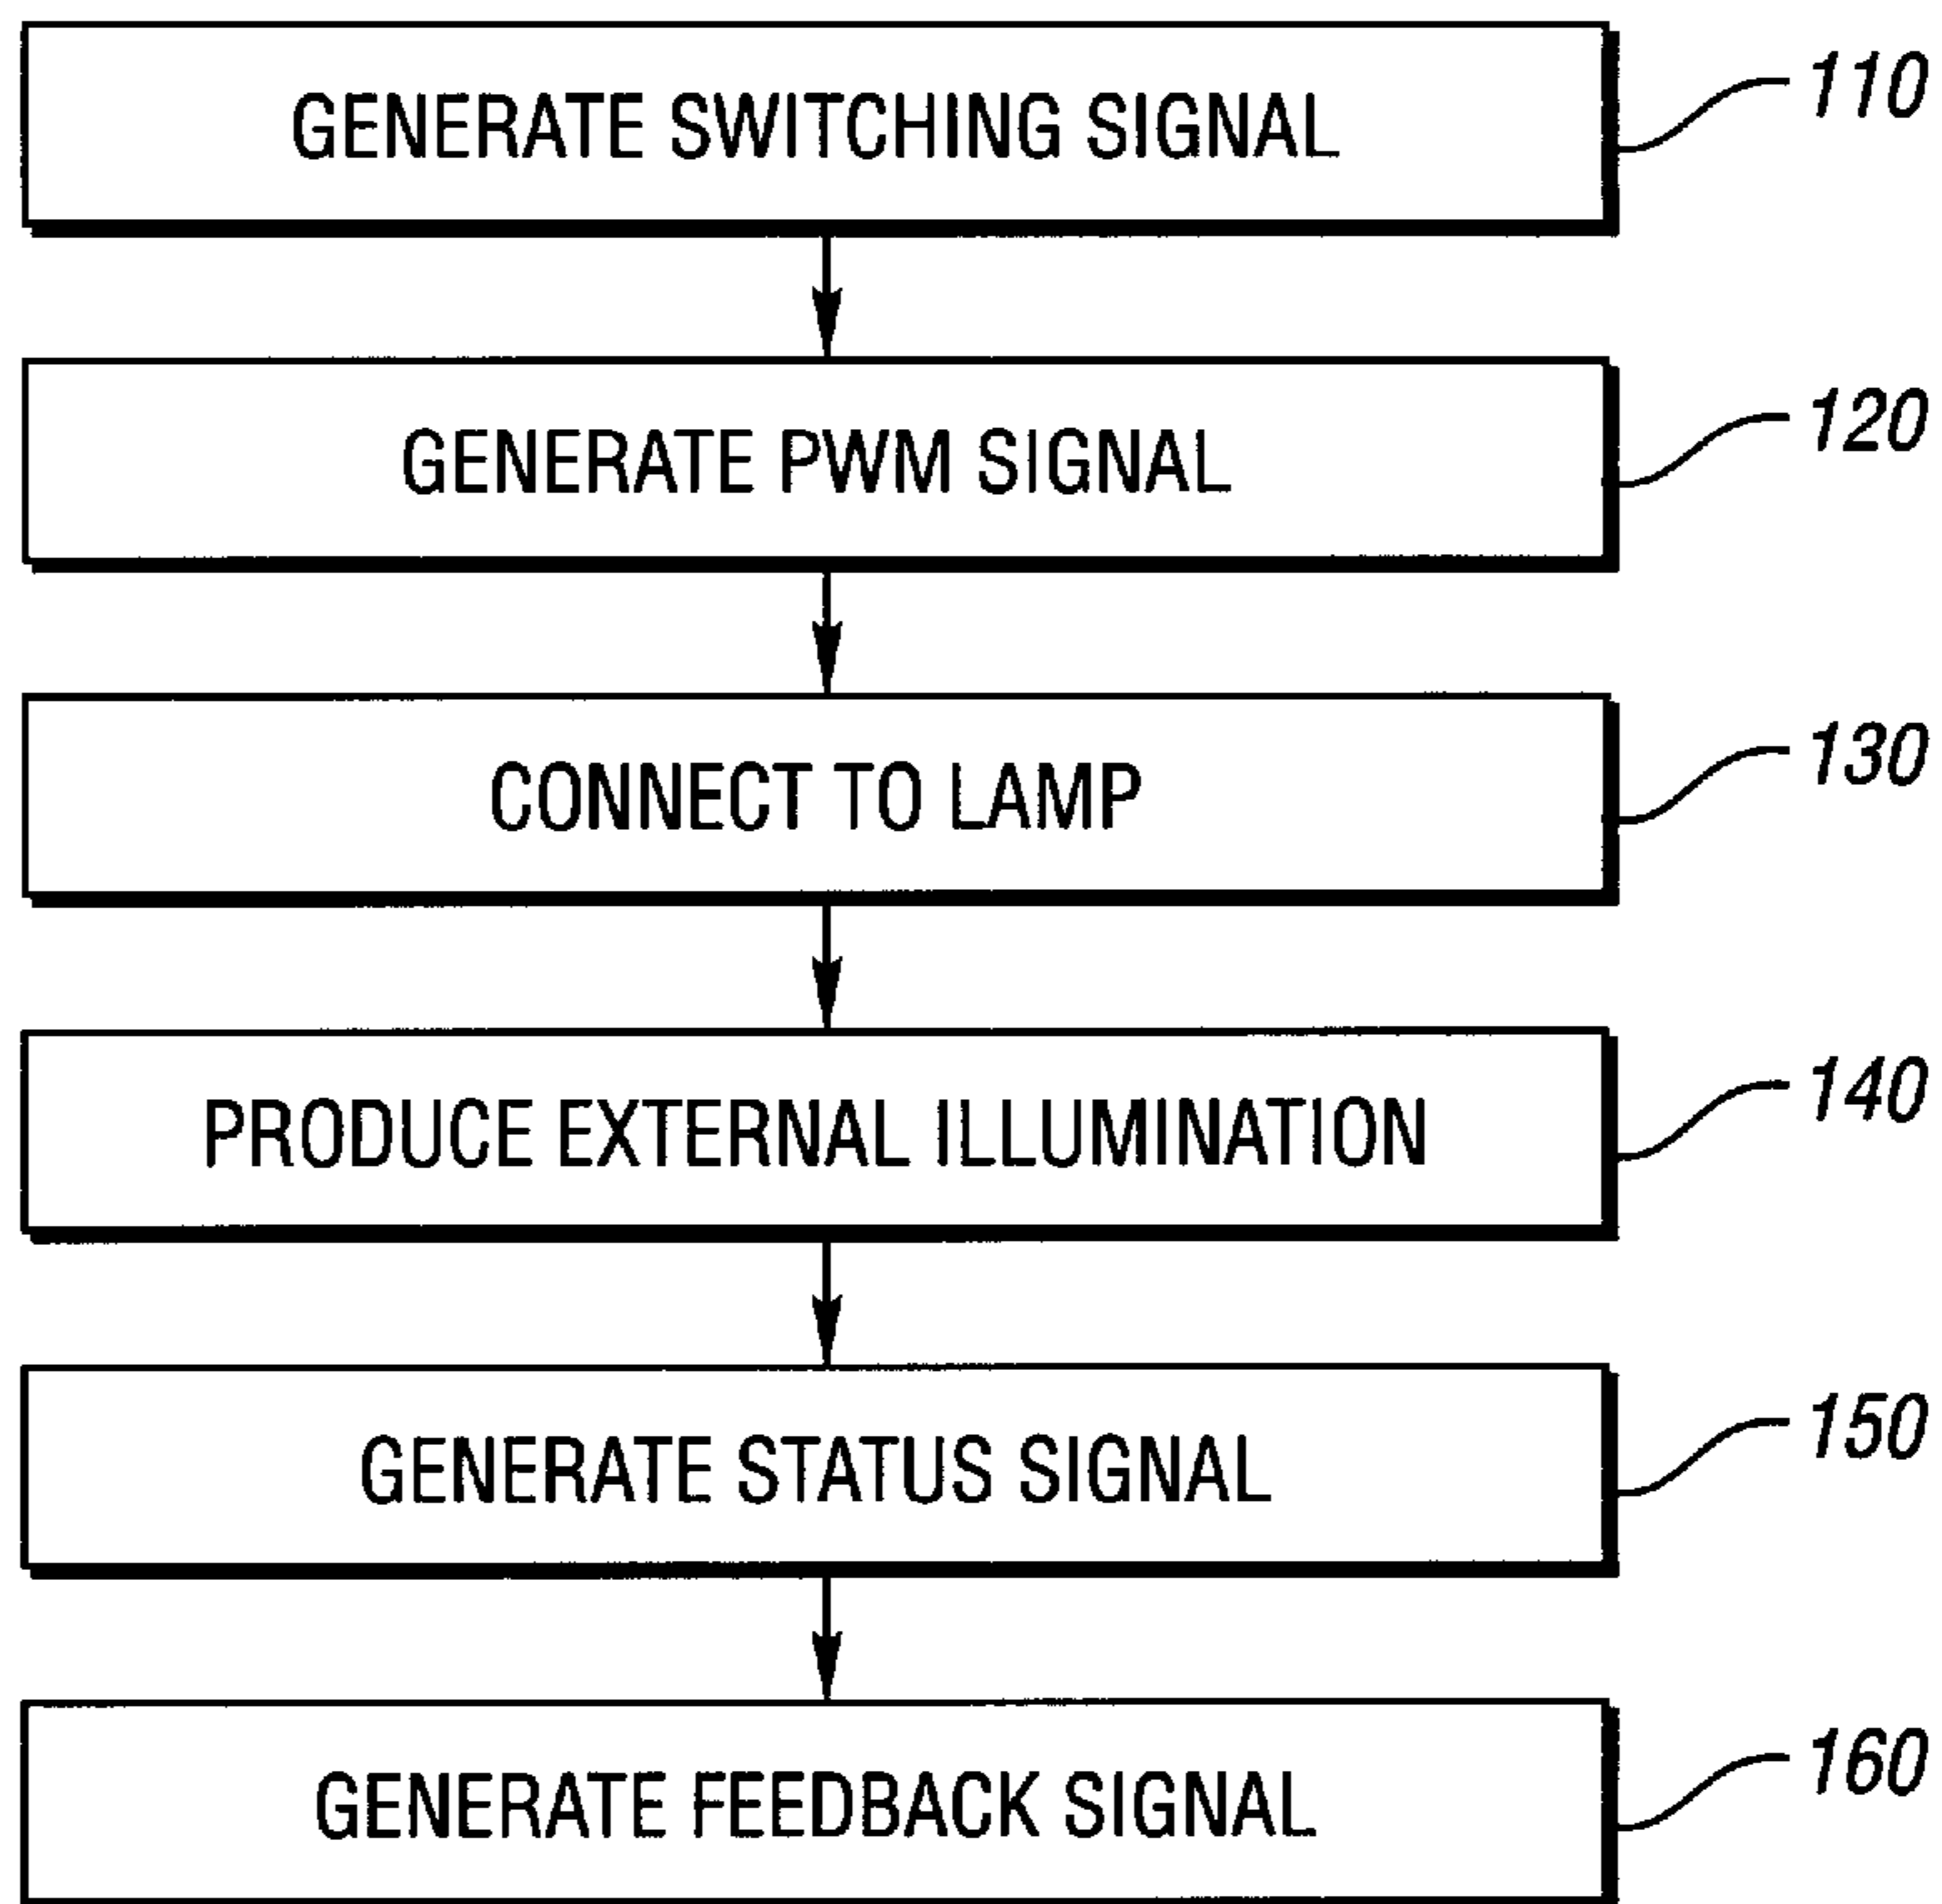 GENERATE SWITCHING SIGNAL
110
GENERATE PWM SIGNAL
120
CONNECT TO LAMP
130
PRODUCE EXTERNAL ILLUMINATION
140
GENERATE STATUS SIGNAL
150
GENERATE FEEDBACK SIGNAL
160